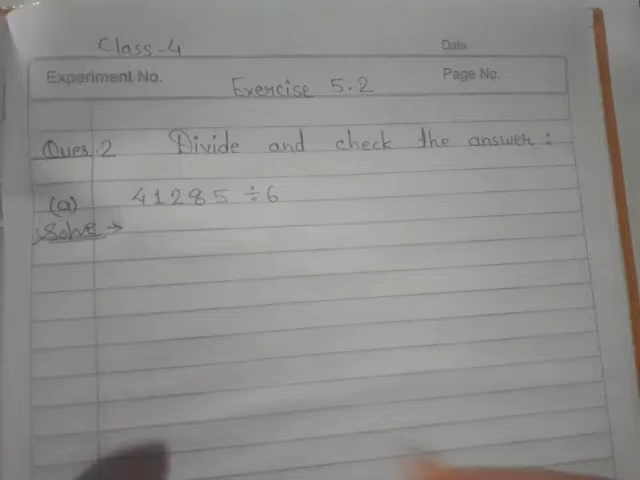 Class-4
Date
Experiment No.
Exercise 5.2
Page No.
Ques.2 Divide and check the answer:
(a) 41285 ÷ 6
Solve →